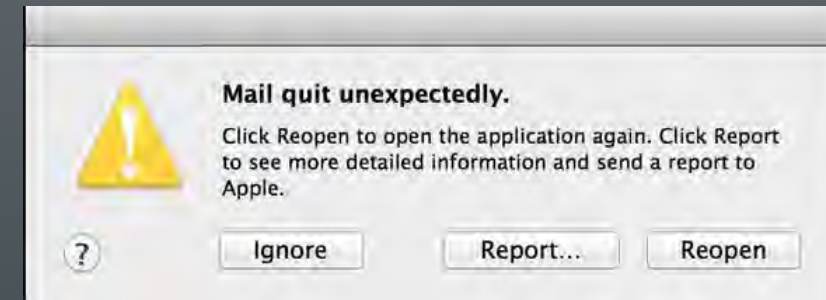 Mail quit unexpectedly.
Click Reopen to open the application again. Click Report
to see more detailed information and send a report to
Apple.
?
Ignore
Report...
Reopen